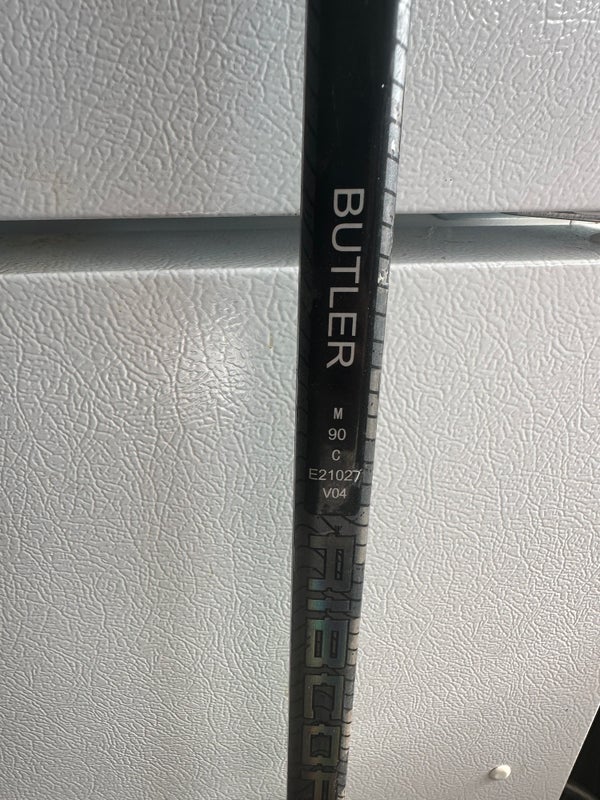 BUTLER
M
90
C
E21027
V04
RIBCOR